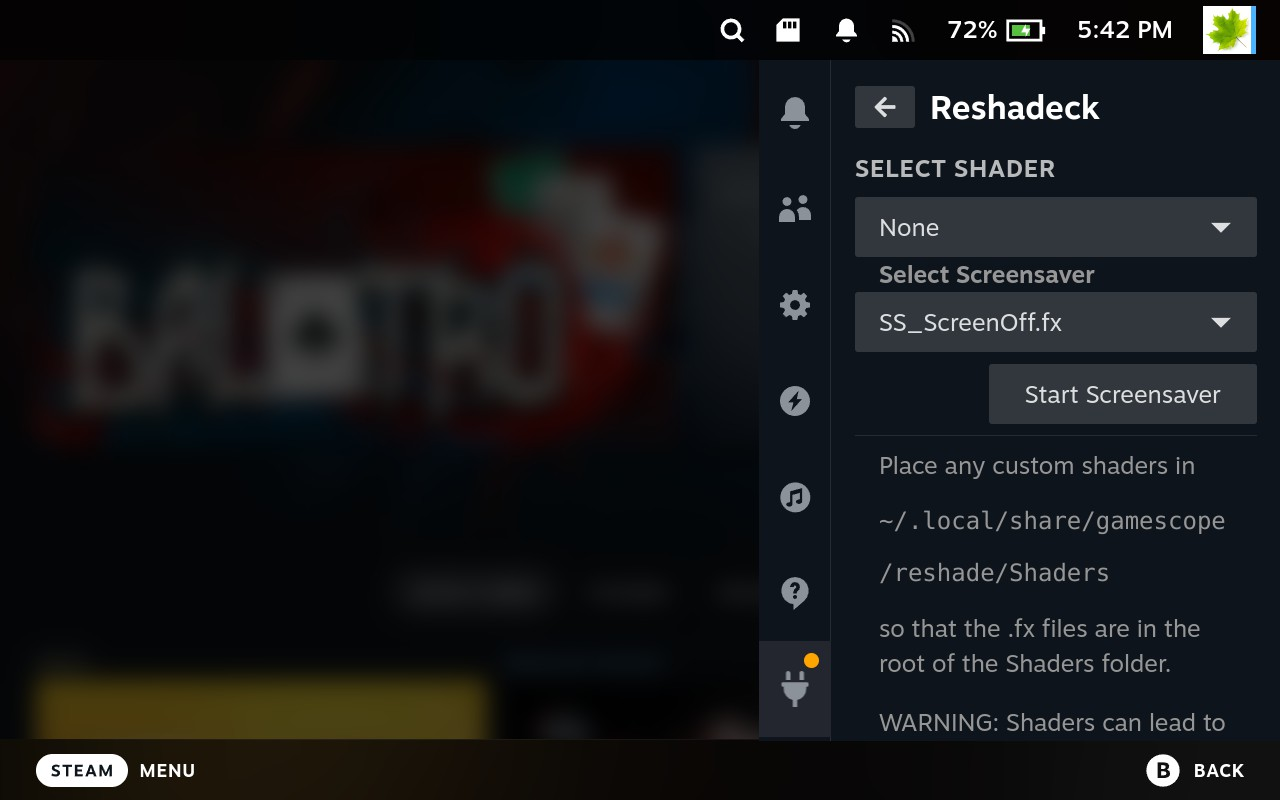 72%
5:42 PM
BALATRO
Reshadeck
SELECT SHADER
None
Select Screensaver
SS_ScreenOff.fx
Start Screensaver
Place any custom shaders in
~/.local/share/gamescope
/reshade/Shaders
so that the .fx files are in the
root of the Shaders folder.
WARNING: Shaders can lead to
STEAM MENU
B BACK